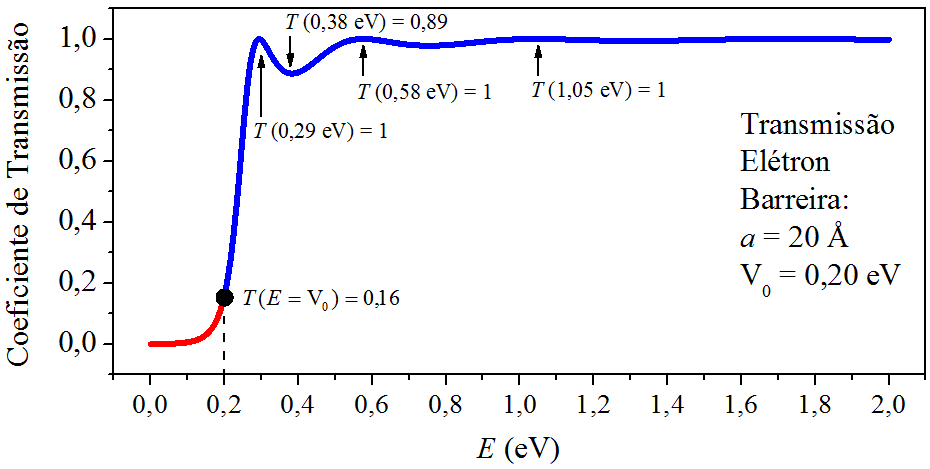 T (0,38 eV) = 0,89
1,0
T (0,58 eV) = 1
T (1,05 eV) = 1
0,8
T (0,29 eV) = 1
Transmissão
Elétron
Barreira:
a = 20 Å
V₀ = 0,20 eV
0,6
0,4
0,2
T (E = V₀) = 0,16
0,0
Coeficiente de Transmissão
0,0 0,2 0,4 0,6 0,8 1,0 1,2 1,4 1,6 1,8 2,0
E (eV)